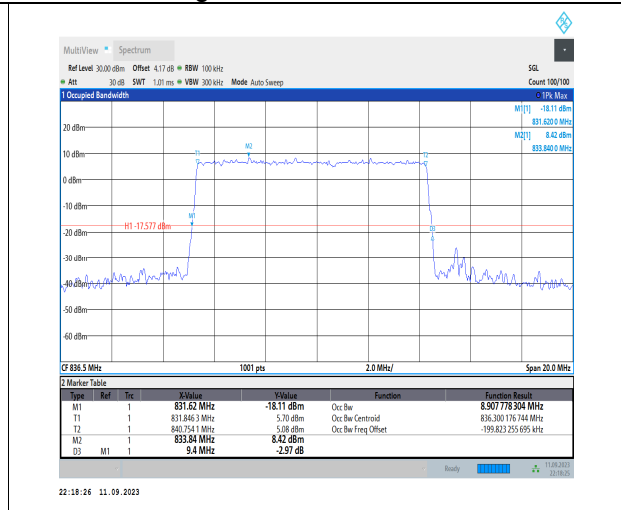 MultiView Spectrum
Ref Level 30.00 dBm Offset 4.17 dB RBW 100 kHz SGL
Att 30 dB SWT 1.01 ms VBW 300 kHz Mode Auto Sweep Count 100/100
1 Occupied Bandwidth 1Pk Max
M1[1] -18.11 dBm
831.620 0 MHz
M2[1] 8.42 dBm
833.840 0 MHz
20 dBm
M2
10 dBm
T1 T2
0 dBm
-10 dBm
M1
H1 -17.577 dBm
D3
-20 dBm
-30 dBm
-40 dBm
-50 dBm
-60 dBm
CF 836.5 MHz 1001 pts 2.0 MHz/ Span 20.0 MHz
2 Marker Table
Type Ref Trc X-Value Y-Value Function Function Result
M1 1 831.62 MHz -18.11 dBm Occ Bw 8.907 778 304 MHz
T1 1 831.846 3 MHz 5.70 dBm Occ Bw Centroid 836.300 176 744 MHz
T2 1 840.754 1 MHz 5.08 dBm Occ Bw Freq Offset -199.823 255 695 kHz
M2 1 833.84 MHz 8.42 dBm
D3 M1 1 9.4 MHz -2.97 dB
Ready 11.09.2023
22:18:25
22:18:26 11.09.2023